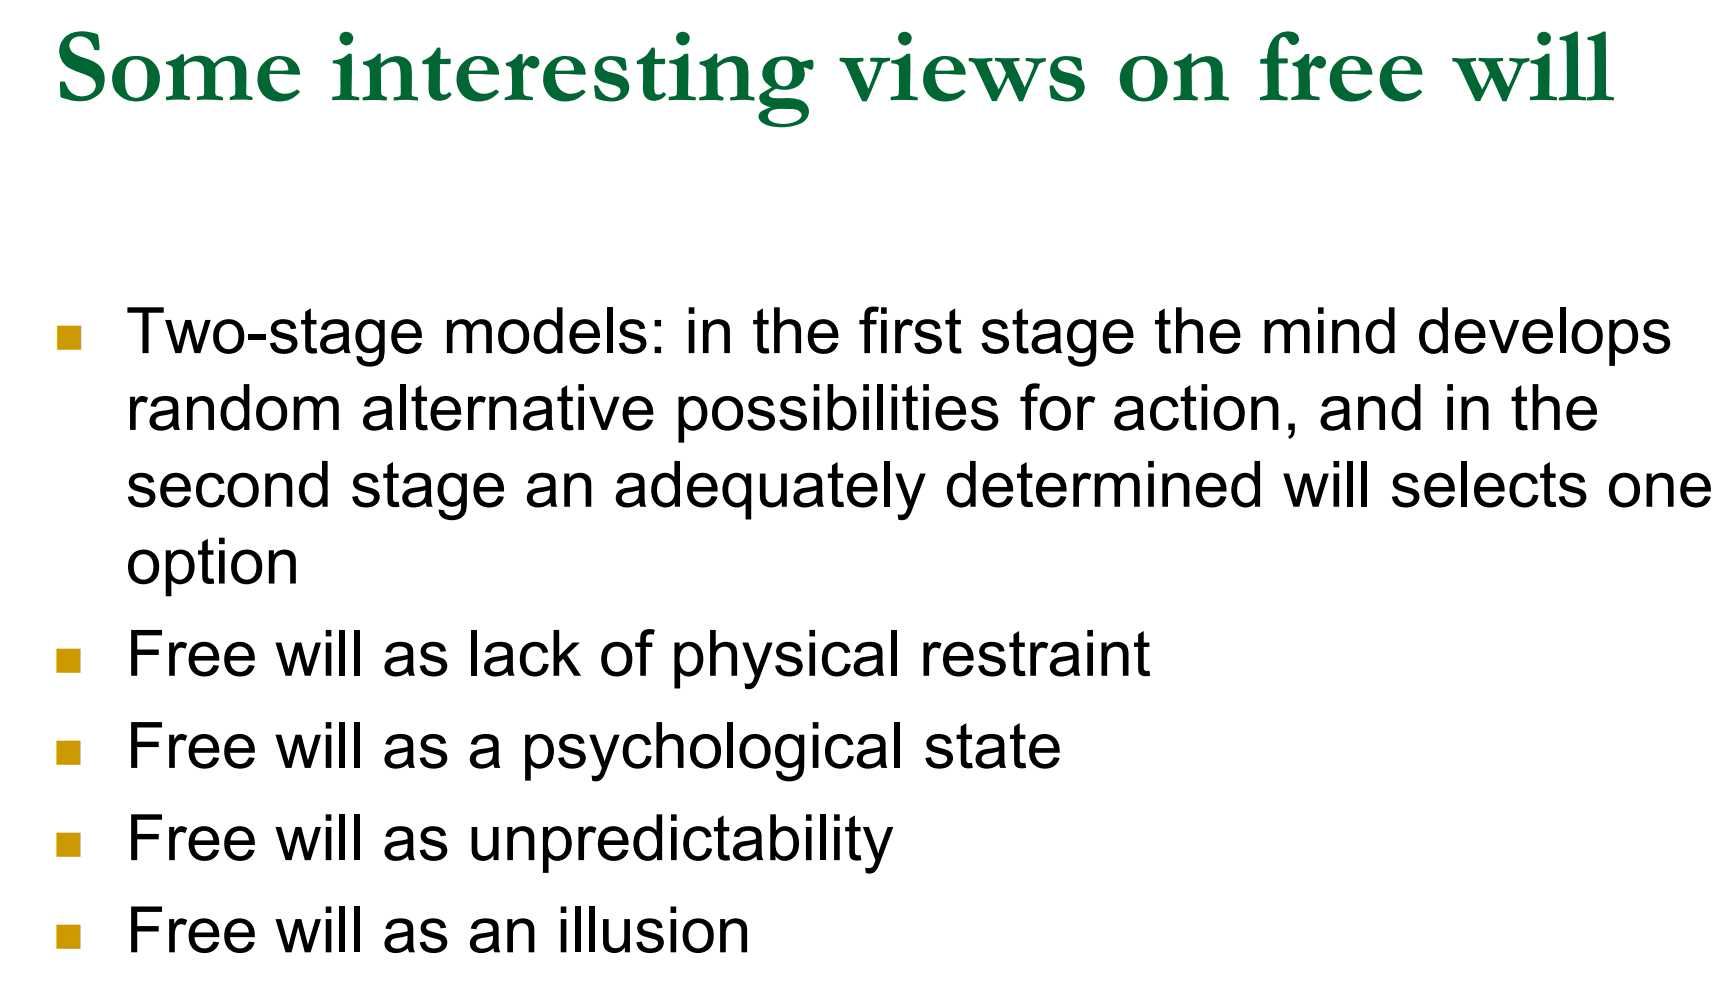 Some interesting views on free will
Two-stage models: in the first stage the mind develops
random alternative possibilities for action, and in the
second stage an adequately determined will selects one
option
Free will as lack of physical restraint
Free will as a psychological state
Free will as unpredictability
Free will as an illusion